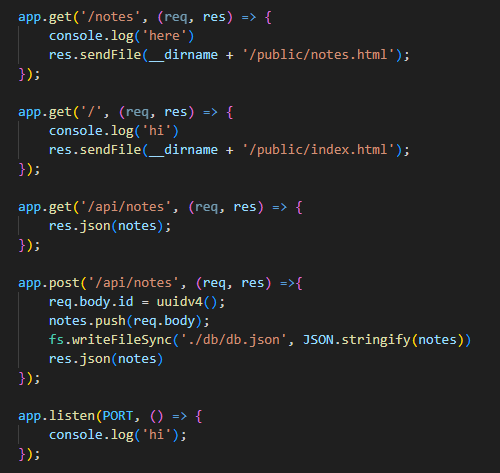 app.get('/notes', (req, res) => {
    console.log('here')
    res.sendFile(__dirname + '/public/notes.html');
});

app.get('/', (req, res) => {
    console.log('hi')
    res.sendFile(__dirname + '/public/index.html');
});

app.get('/api/notes', (req, res) => {
    res.json(notes);
});

app.post('/api/notes', (req, res) =>{
    req.body.id = uuidv4();
    notes.push(req.body);
    fs.writeFileSync('./db/db.json', JSON.stringify(notes))
    res.json(notes)
});

app.listen(PORT, () => {
    console.log('hi');
});